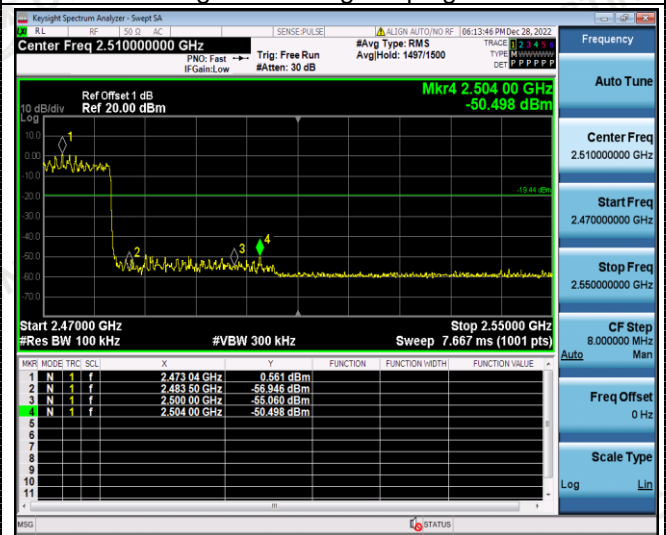 Keysight Spectrum Analyzer - Swept SA
RL RF 50 Ω AC SENSE:PULSE ALIGN AUTO/NO RF 06:13:46 PM Dec 28, 2022
Center Freq 2.510000000 GHz
#Avg Type: RMS
TRACE 1 2 3 4 5 6
PNO: Fast Trig: Free Run Avg|Hold: 1497/1500
TYPE M WWWWW
IFGain:Low #Atten: 30 dB
DET P P P P P P
Mkr4 2.504 00 GHz
-50.498 dBm
Ref Offset 1 dB
10 dB/div Ref 20.00 dBm
Log
10.0
0.00
-10.0
-20.0
-30.0
-40.0
-50.0
-60.0
-70.0
1
-19.44 dBm
2
3
4
Start 2.47000 GHz Stop 2.55000 GHz
#Res BW 100 kHz #VBW 300 kHz Sweep 7.667 ms (1001 pts)
MKR MODE TRC SCL X Y FUNCTION FUNCTION WIDTH FUNCTION VALUE
1 N 1 f 2.473 04 GHz 0.561 dBm
2 N 1 f 2.483 50 GHz -56.946 dBm
3 N 1 f 2.500 00 GHz -55.060 dBm
4 N 1 f 2.504 00 GHz -50.498 dBm
5
6
7
8
9
10
11
MSG STATUS
Frequency
Auto Tune
Center Freq
2.510000000 GHz
Start Freq
2.470000000 GHz
Stop Freq
2.550000000 GHz
CF Step
8.000000 MHz
Auto Man
Freq Offset
0 Hz
Scale Type
Log Lin